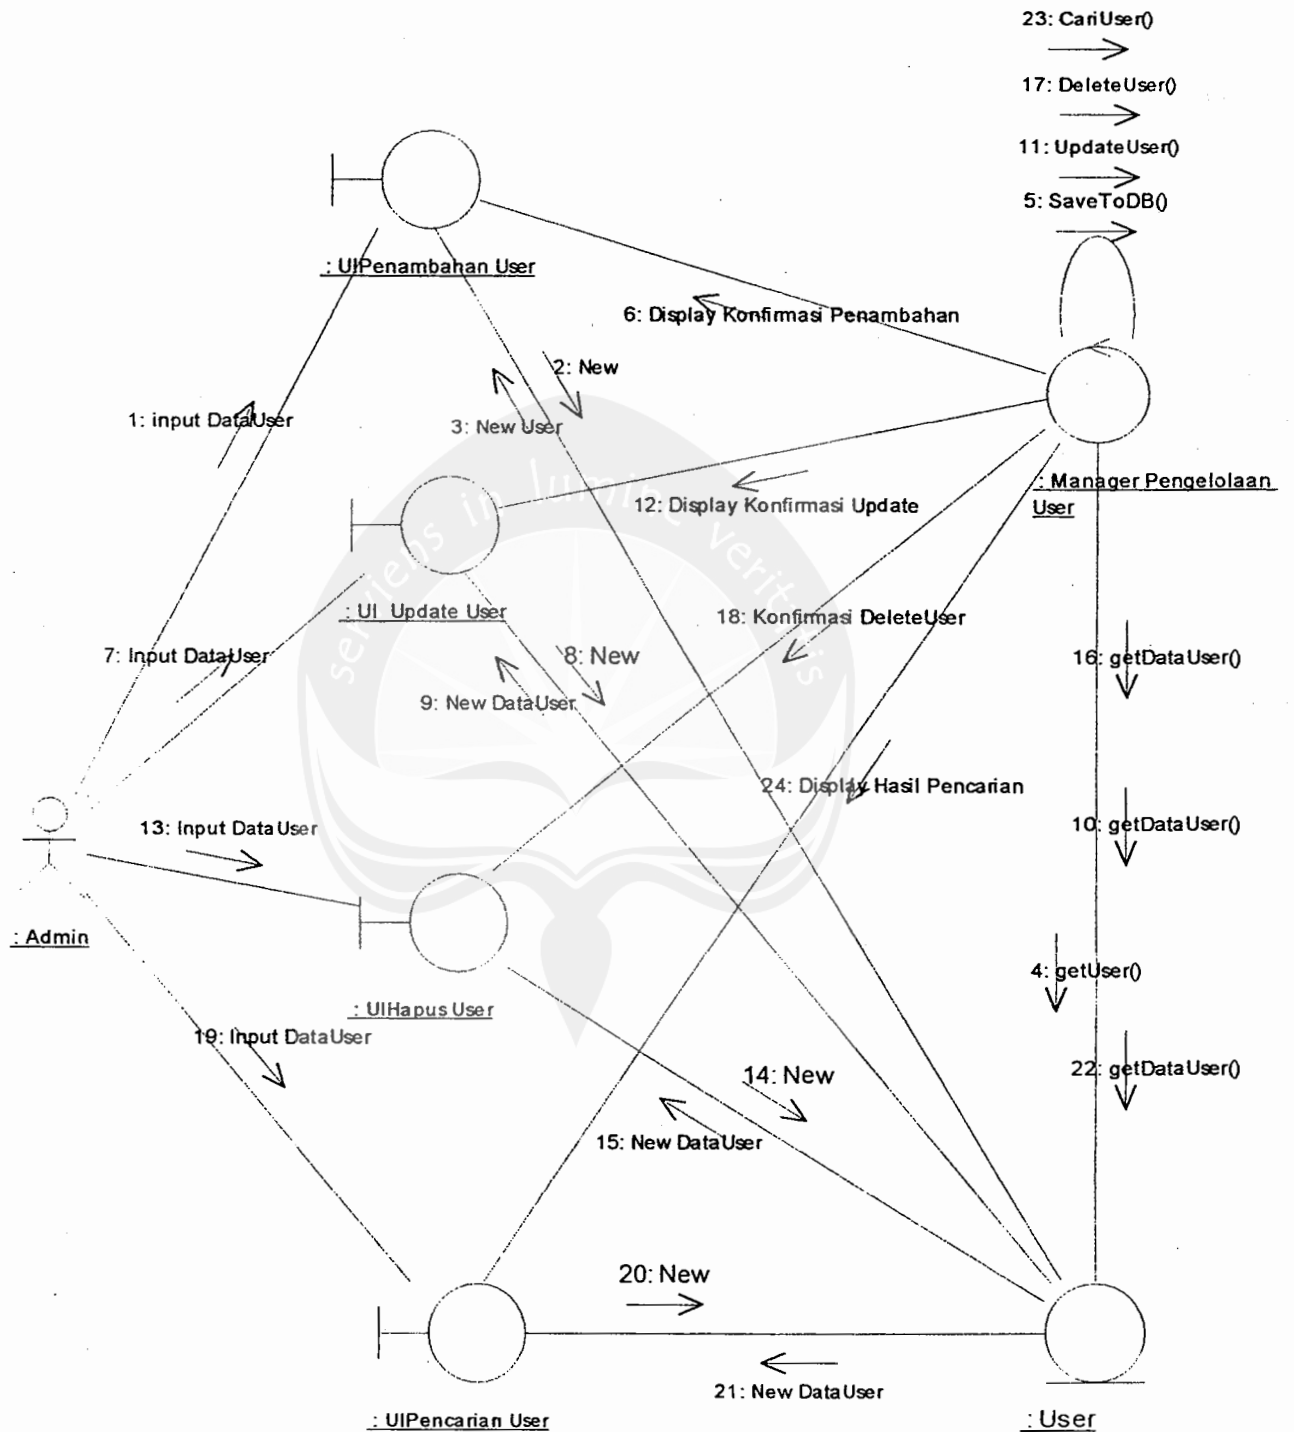 23: CariUser()
17: DeleteUser()
11: UpdateUser()
5: SaveToDB()
: UIPenambahan User
6: Display Konfirmasi Penambahan
2: New
1: input DataUser
3: New User
: Manager Pengelolaan
User
12: Display Konfirmasi Update
serviens in lumine veritatis
: UI Update User
18: Konfirmasi DeleteUser
7: Input DataUser
8: New
16: getDataUser()
9: New DataUser
24: Display Hasil Pencarian
13: Input DataUser
10: getDataUser()
: Admin
4: getUser()
: UIHapus User
19: Input DataUser
22: getDataUser()
14: New
15: New DataUser
20: New
21: New DataUser
: UIPencarian User
: User